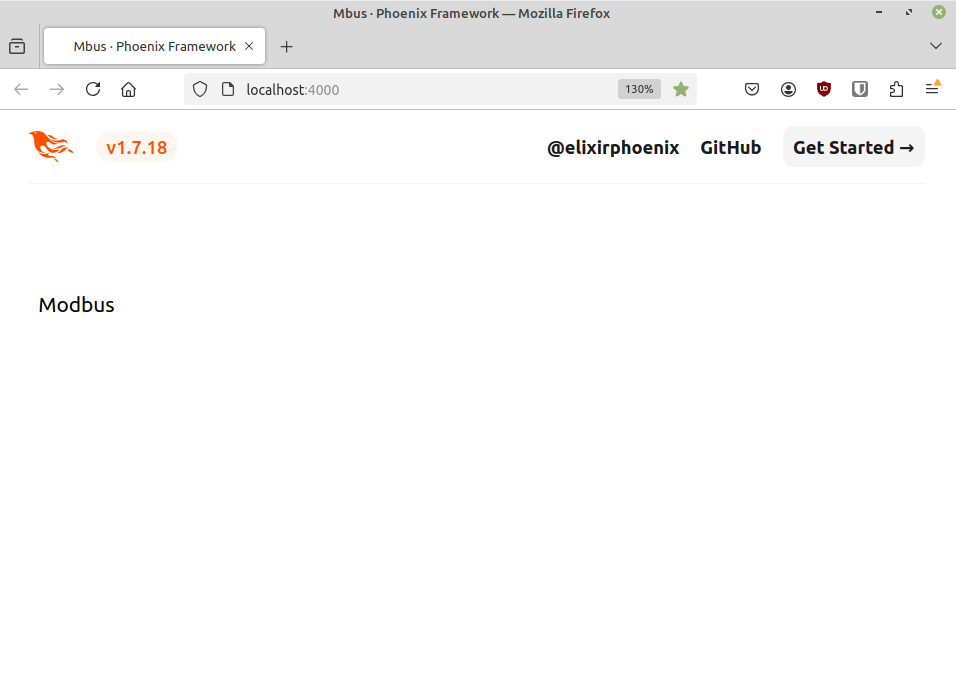 Mbus · Phoenix Framework — Mozilla Firefox
Mbus · Phoenix Framework
localhost:4000 130%
v1.7.18 @elixirphoenix GitHub Get Started →
Modbus